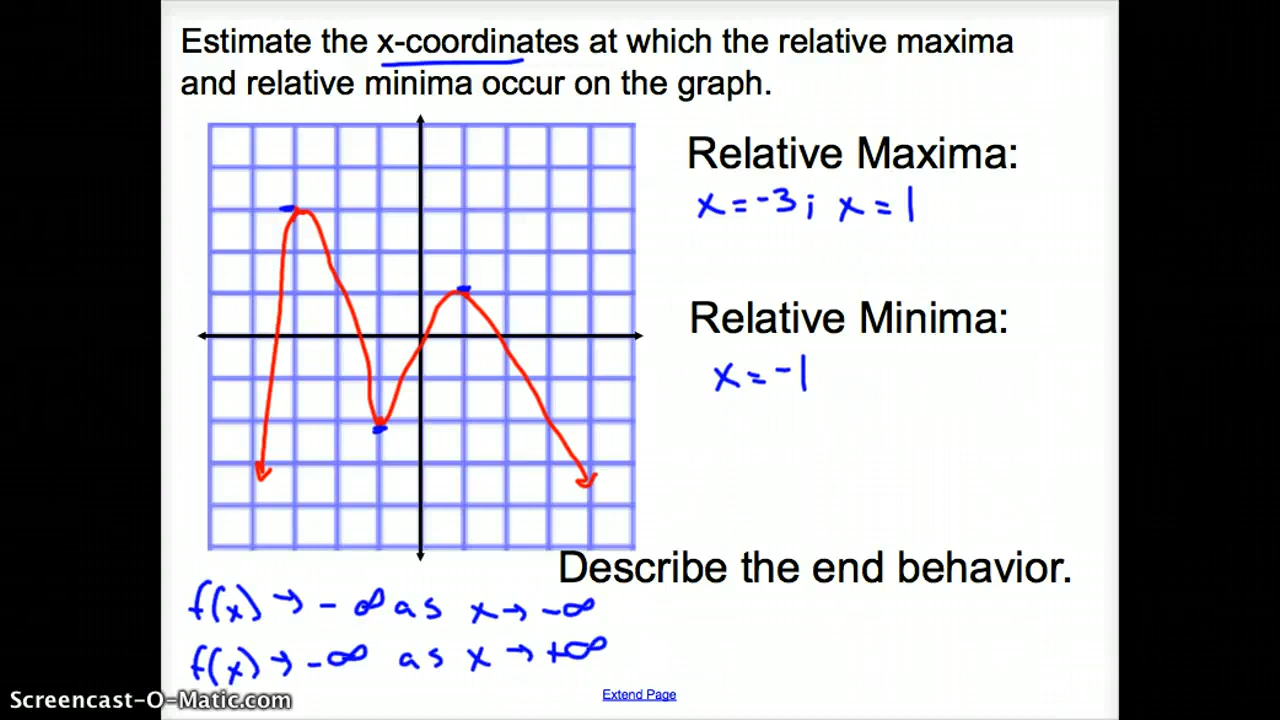 Estimate the x-coordinates at which the relative maxima
and relative minima occur on the graph.
Relative Maxima:
x = -3; x = 1
Relative Minima:
x = -1
Describe the end behavior.
f(x) → -∞ as x → -∞
f(x) → -∞ as x → +∞
Extend Page
Screencast-O-Matic.com